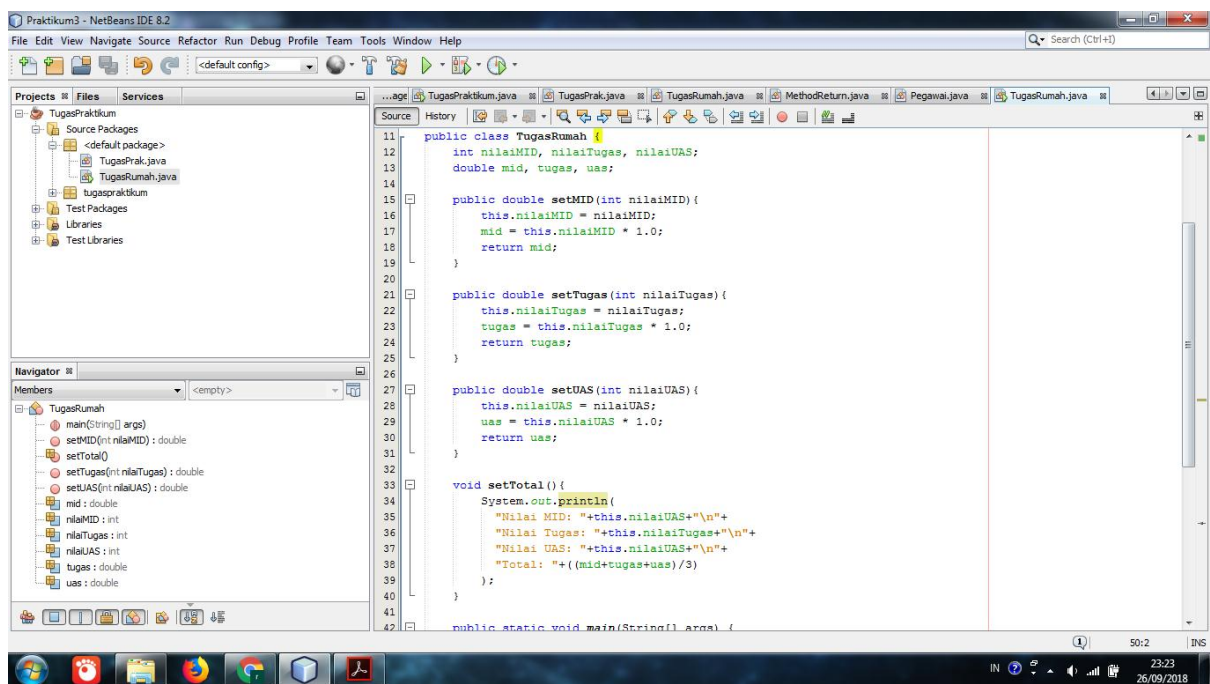 Praktikum3 - NetBeans IDE 8.2
File Edit View Navigate Source Refactor Run Debug Profile Team Tools Window Help
Search (Ctrl+I)
<default config>
Projects Files Services
TugasPraktikum
Source Packages
<default package>
TugasPrak.java
TugasRumah.java
tugaspraktikum
Test Packages
Libraries
Test Libraries
Navigator
Members <empty>
TugasRumah
main(String[] args)
setMID(int nilaiMID) : double
setTotal()
setTugas(int nilaiTugas) : double
setUAS(int nilaiUAS) : double
mid : double
nilaiMID : int
nilaiTugas : int
nilaiUAS : int
tugas : double
uas : double
...age TugasPraktikum.java TugasPrak.java TugasRumah.java MethodReturn.java Pegawai.java TugasRumah.java
Source History
11 public class TugasRumah {
12 int nilaiMID, nilaiTugas, nilaiUAS;
13 double mid, tugas, uas;
14
15 public double setMID(int nilaiMID){
16 this.nilaiMID = nilaiMID;
17 mid = this.nilaiMID * 1.0;
18 return mid;
19 }
20
21 public double setTugas(int nilaiTugas){
22 this.nilaiTugas = nilaiTugas;
23 tugas = this.nilaiTugas * 1.0;
24 return tugas;
25 }
26
27 public double setUAS(int nilaiUAS){
28 this.nilaiUAS = nilaiUAS;
29 uas = this.nilaiUAS * 1.0;
30 return uas;
31 }
32
33 void setTotal(){
34 System.out.println(
35 "Nilai MID: "+this.nilaiUAS+"\n"+
36 "Nilai Tugas: "+this.nilaiTugas+"\n"+
37 "Nilai UAS: "+this.nilaiUAS+"\n"+
38 "Total: "+((mid+tugas+uas)/3)
39 );
40 }
41
42 public static void main(String[] args) {
1 50:2 INS
IN 23:23
26/09/2018